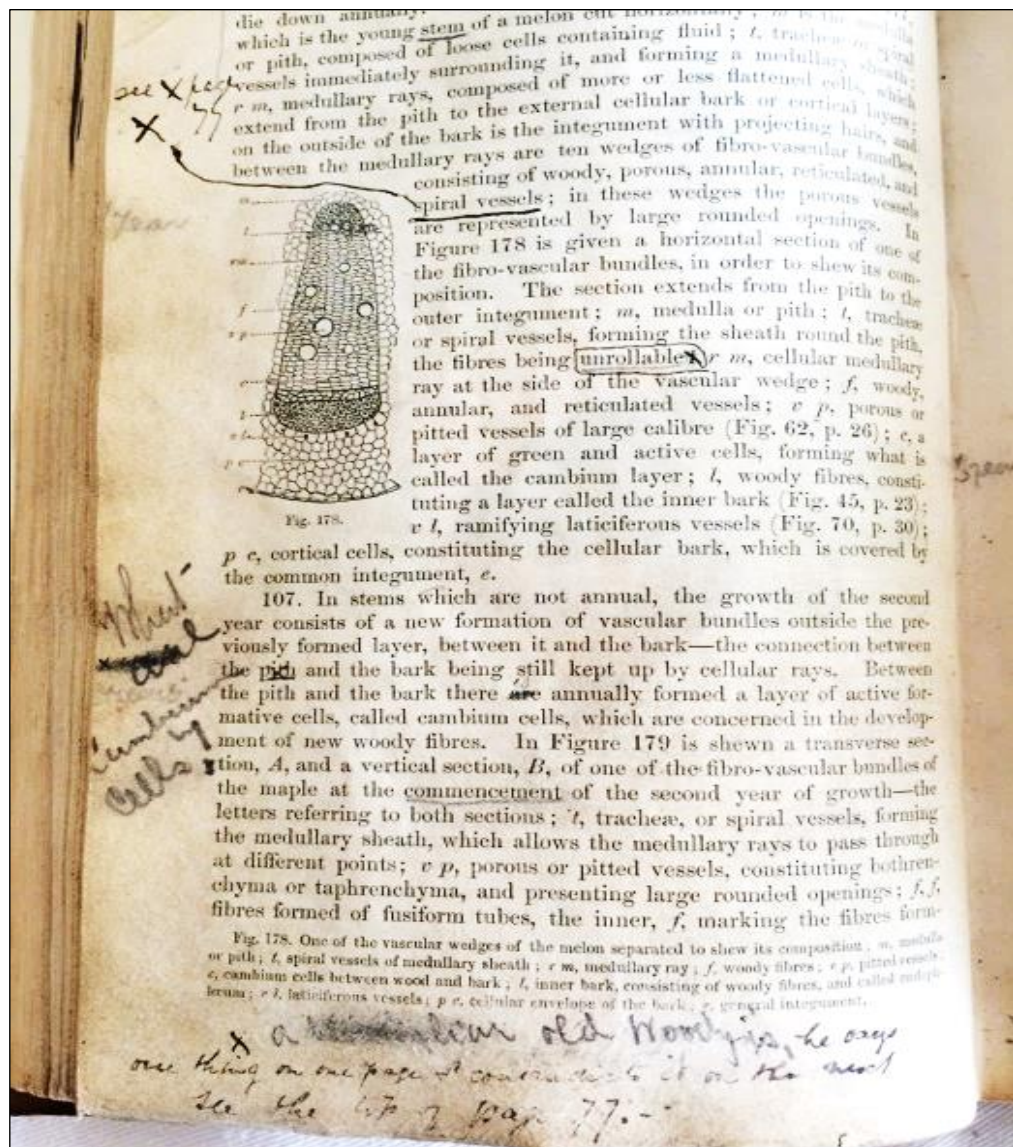 die down annually.
which is the young stem of a melon cut horizontally; m is the medulla
or pith, composed of loose cells containing fluid; t, tracheæ or spiral
vessels immediately surrounding it, and forming a medullary sheath;
r m, medullary rays, composed of more or less flattened cells, which
extend from the pith to the external cellular bark or cortical layers;
on the outside of the bark is the integument with projecting hairs, and
between the medullary rays are ten wedges of fibro-vascular bundles,
see X page
77
X
consisting of woody, porous, annular, reticulated, and
spiral vessels; in these wedges the porous vessels
are represented by large rounded openings. In
Figure 178 is given a horizontal section of one of
the fibro-vascular bundles, in order to shew its com-
position. The section extends from the pith to the
outer integument; m, medulla or pith; t, tracheæ
or spiral vessels, forming the sheath round the pith,
the fibres being unrollable; r m, cellular medullary
ray at the side of the vascular wedge; f, woody,
annular, and reticulated vessels; v p, porous or
pitted vessels of large calibre (Fig. 62, p. 26); c, a
layer of green and active cells, forming what is
called the cambium layer; l, woody fibres, consti-
tuting a layer called the inner bark (Fig. 45, p. 23);
v l, ramifying laticiferous vessels (Fig. 70, p. 30);
Fig. 178.
p c, cortical cells, constituting the cellular bark, which is covered by
the common integument, e.
107. In stems which are not annual, the growth of the second
year consists of a new formation of vascular bundles outside the pre-
viously formed layer, between it and the bark—the connection between
the pith and the bark being still kept up by cellular rays. Between
the pith and the bark there are annually formed a layer of active for-
mative cells, called cambium cells, which are concerned in the develop-
ment of new woody fibres. In Figure 179 is shewn a transverse sec-
tion, A, and a vertical section, B, of one of the fibro-vascular bundles of
the maple at the commencement of the second year of growth—the
letters referring to both sections; t, tracheæ, or spiral vessels, forming
the medullary sheath, which allows the medullary rays to pass through
at different points; v p, porous or pitted vessels, constituting bothren-
chyma or taphrenchyma, and presenting large rounded openings; f, f,
fibres formed of fusiform tubes, the inner, f, marking the fibres form-
What
are
Cambium
Cells
Fig. 178. One of the vascular wedges of the melon separated to shew its composition; m, medulla
or pith; t, spiral vessels of medullary sheath; r m, medullary ray; f, woody fibres; v p, pitted vessels
c, cambium cells between wood and bark; l, inner bark, consisting of woody fibres, and called endoph-
lœum; v l, laticiferous vessels; p c, cellular envelope of the bark; e, general integument.
X a dear old Woody is, he says
one thing on one page & contradicts it on the next
See the top of page 77.-